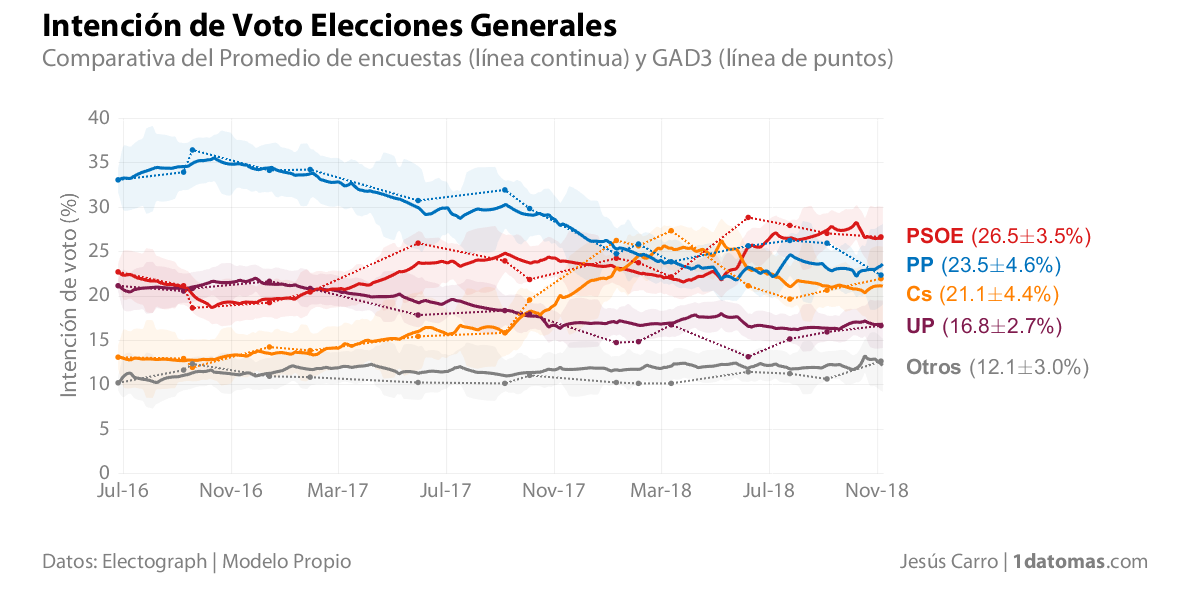 Intención de Voto Elecciones Generales
Comparativa del Promedio de encuestas (línea continua) y GAD3 (línea de puntos)
Intención de voto (%)
40
35
30
25
20
15
10
5
0
Jul-16 Nov-16 Mar-17 Jul-17 Nov-17 Mar-18 Jul-18 Nov-18
PSOE (26.5±3.5%)
PP (23.5±4.6%)
Cs (21.1±4.4%)
UP (16.8±2.7%)
Otros (12.1±3.0%)
Datos: Electograph | Modelo Propio
Jesús Carro | 1datomas.com